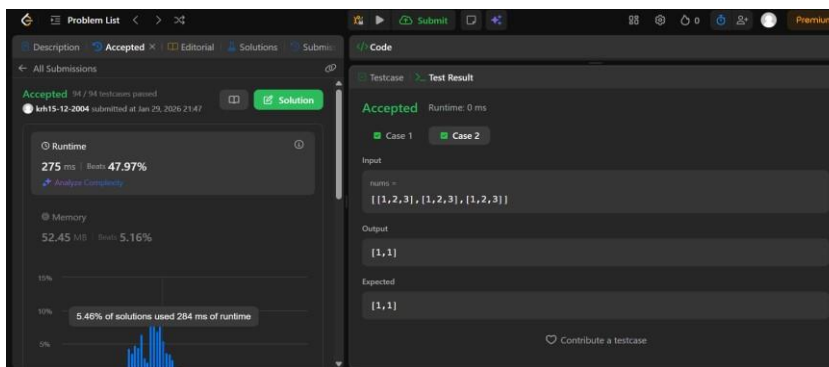 Problem List
Submit
0
Premium
Description
Accepted
Editorial
Solutions
Submis
</> Code
All Submissions
Testcase
>_ Test Result
Accepted 94 / 94 testcases passed
krh15-12-2004 submitted at Jan 29, 2026 21:47
Solution
Accepted Runtime: 0 ms
Case 1
Case 2
Runtime
275 ms Beats 47.97%
Analyze Complexity
Input
nums =
[[1,2,3],[1,2,3],[1,2,3]]
Memory
52.45 MB Beats 5.16%
Output
[1,1]
Expected
[1,1]
15%
10%
5.46% of solutions used 284 ms of runtime
5%
Contribute a testcase